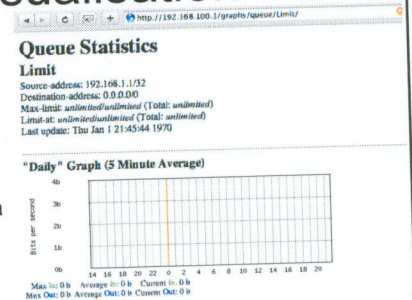 http://192.168.100.1/graphs/queue/Limit/
Queue Statistics
Limit
Source-address: 192.168.1.1/32
Destination-address: 0.0.0.0/0
Max-limit: unlimited/unlimited (Total: unlimited)
Limit-at: unlimited/unlimited (Total: unlimited)
Last update: Thu Jan 1 21:45:44 1970
"Daily" Graph (5 Minute Average)
Bits per second
4b
3b
2b
1b
0b
14 16 18 20 22 0 2 4 6 8 10 12 14 16 18 20
Max In: 0 b Average In: 0 b Current In: 0 b
Max Out: 0 b Average Out: 0 b Current Out: 0 b